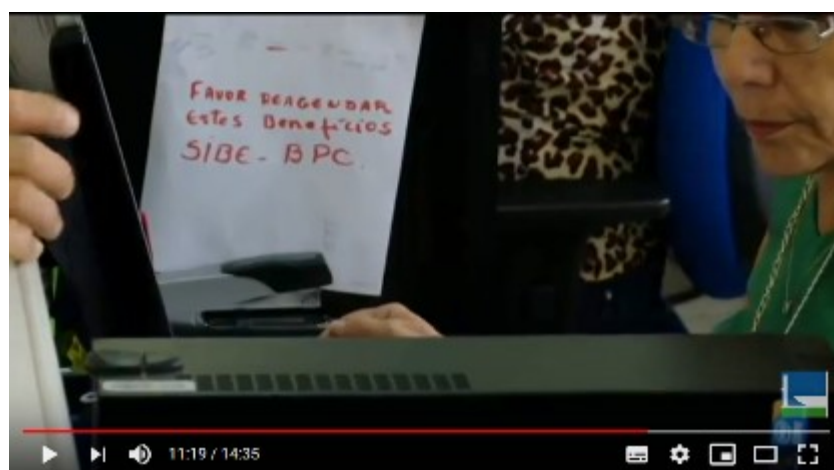 FAVOR REAGENDAR
Estes Benefícios
SIBE - BPC.
11:19 / 14:35